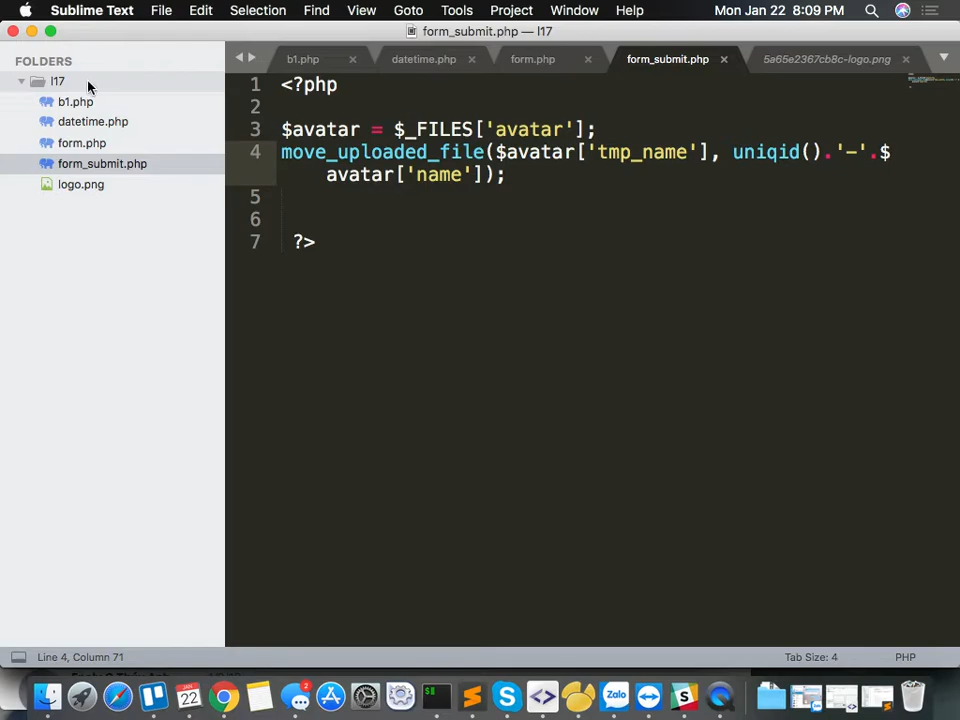 Sublime Text File Edit Selection Find View Goto Tools Project Window Help Mon Jan 22 8:09 PM
form_submit.php — l17
FOLDERS
l17
b1.php
datetime.php
form.php
form_submit.php
logo.png
b1.php datetime.php form.php form_submit.php 5a65e2367cb8c-logo.png
1 <?php
2
3 $avatar = $_FILES['avatar'];
4 move_uploaded_file($avatar['tmp_name'], uniqid().'-'.$
avatar['name']);
5
6
7 ?>
Line 4, Column 71 Tab Size: 4 PHP
22
2
Zalo